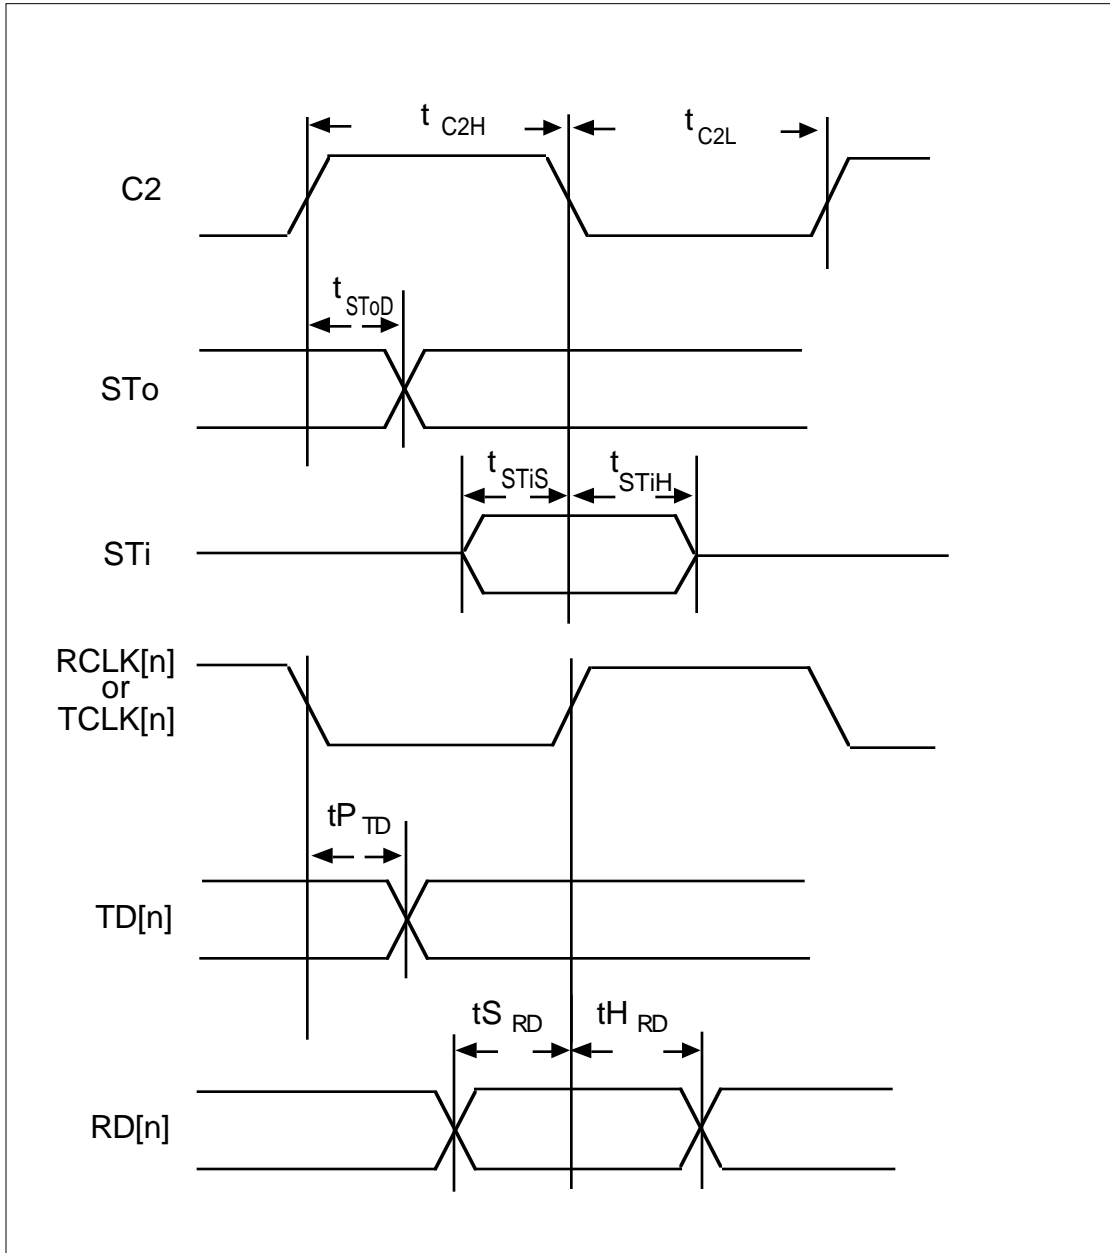 t C2H
t C2L
C2
t SToD
STo
t STiS
t STiH
STi
RCLK[n]
or
TCLK[n]
tP TD
TD[n]
tS RD
tH RD
RD[n]